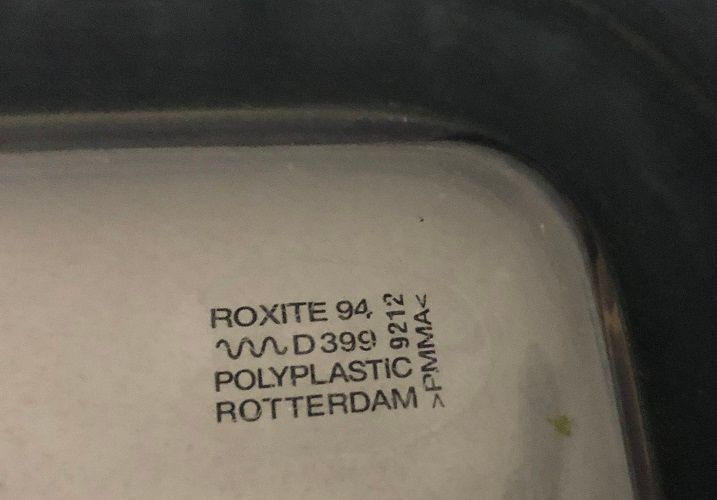 ROXITE 94
D399
POLYPLASTIC
ROTTERDAM
9212
>PMMA<